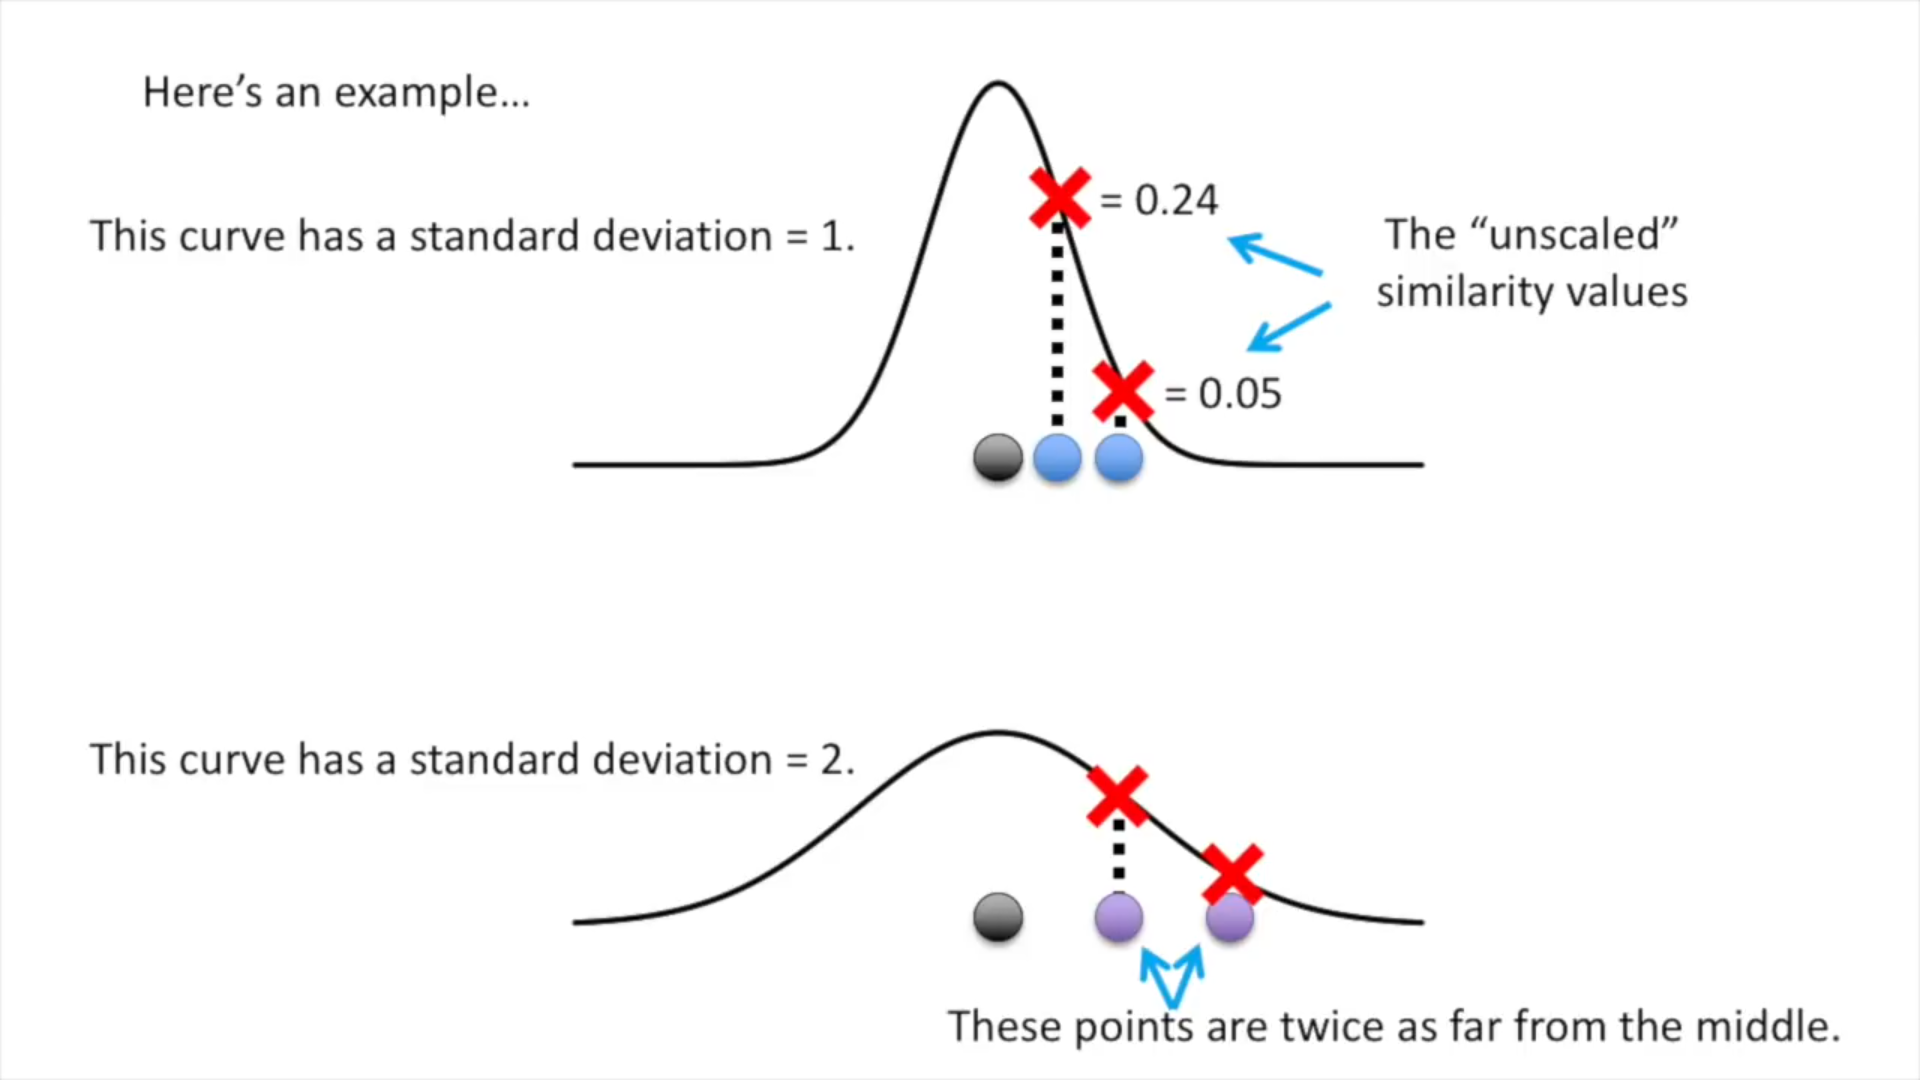 Here’s an example...
This curve has a standard deviation = 1.
= 0.24
The “unscaled”
similarity values
= 0.05
This curve has a standard deviation = 2.
These points are twice as far from the middle.